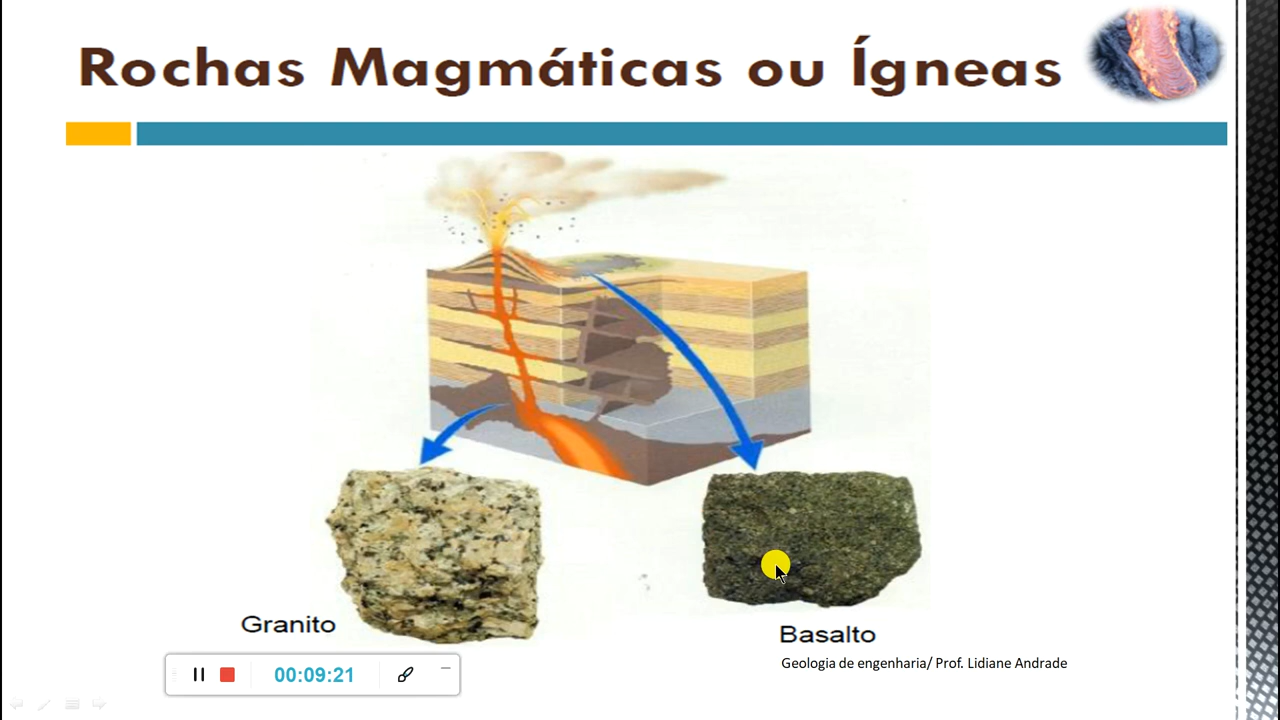 Rochas Magmáticas ou Ígneas
Granito
Basalto
Geologia de engenharia/ Prof. Lidiane Andrade
00:09:21